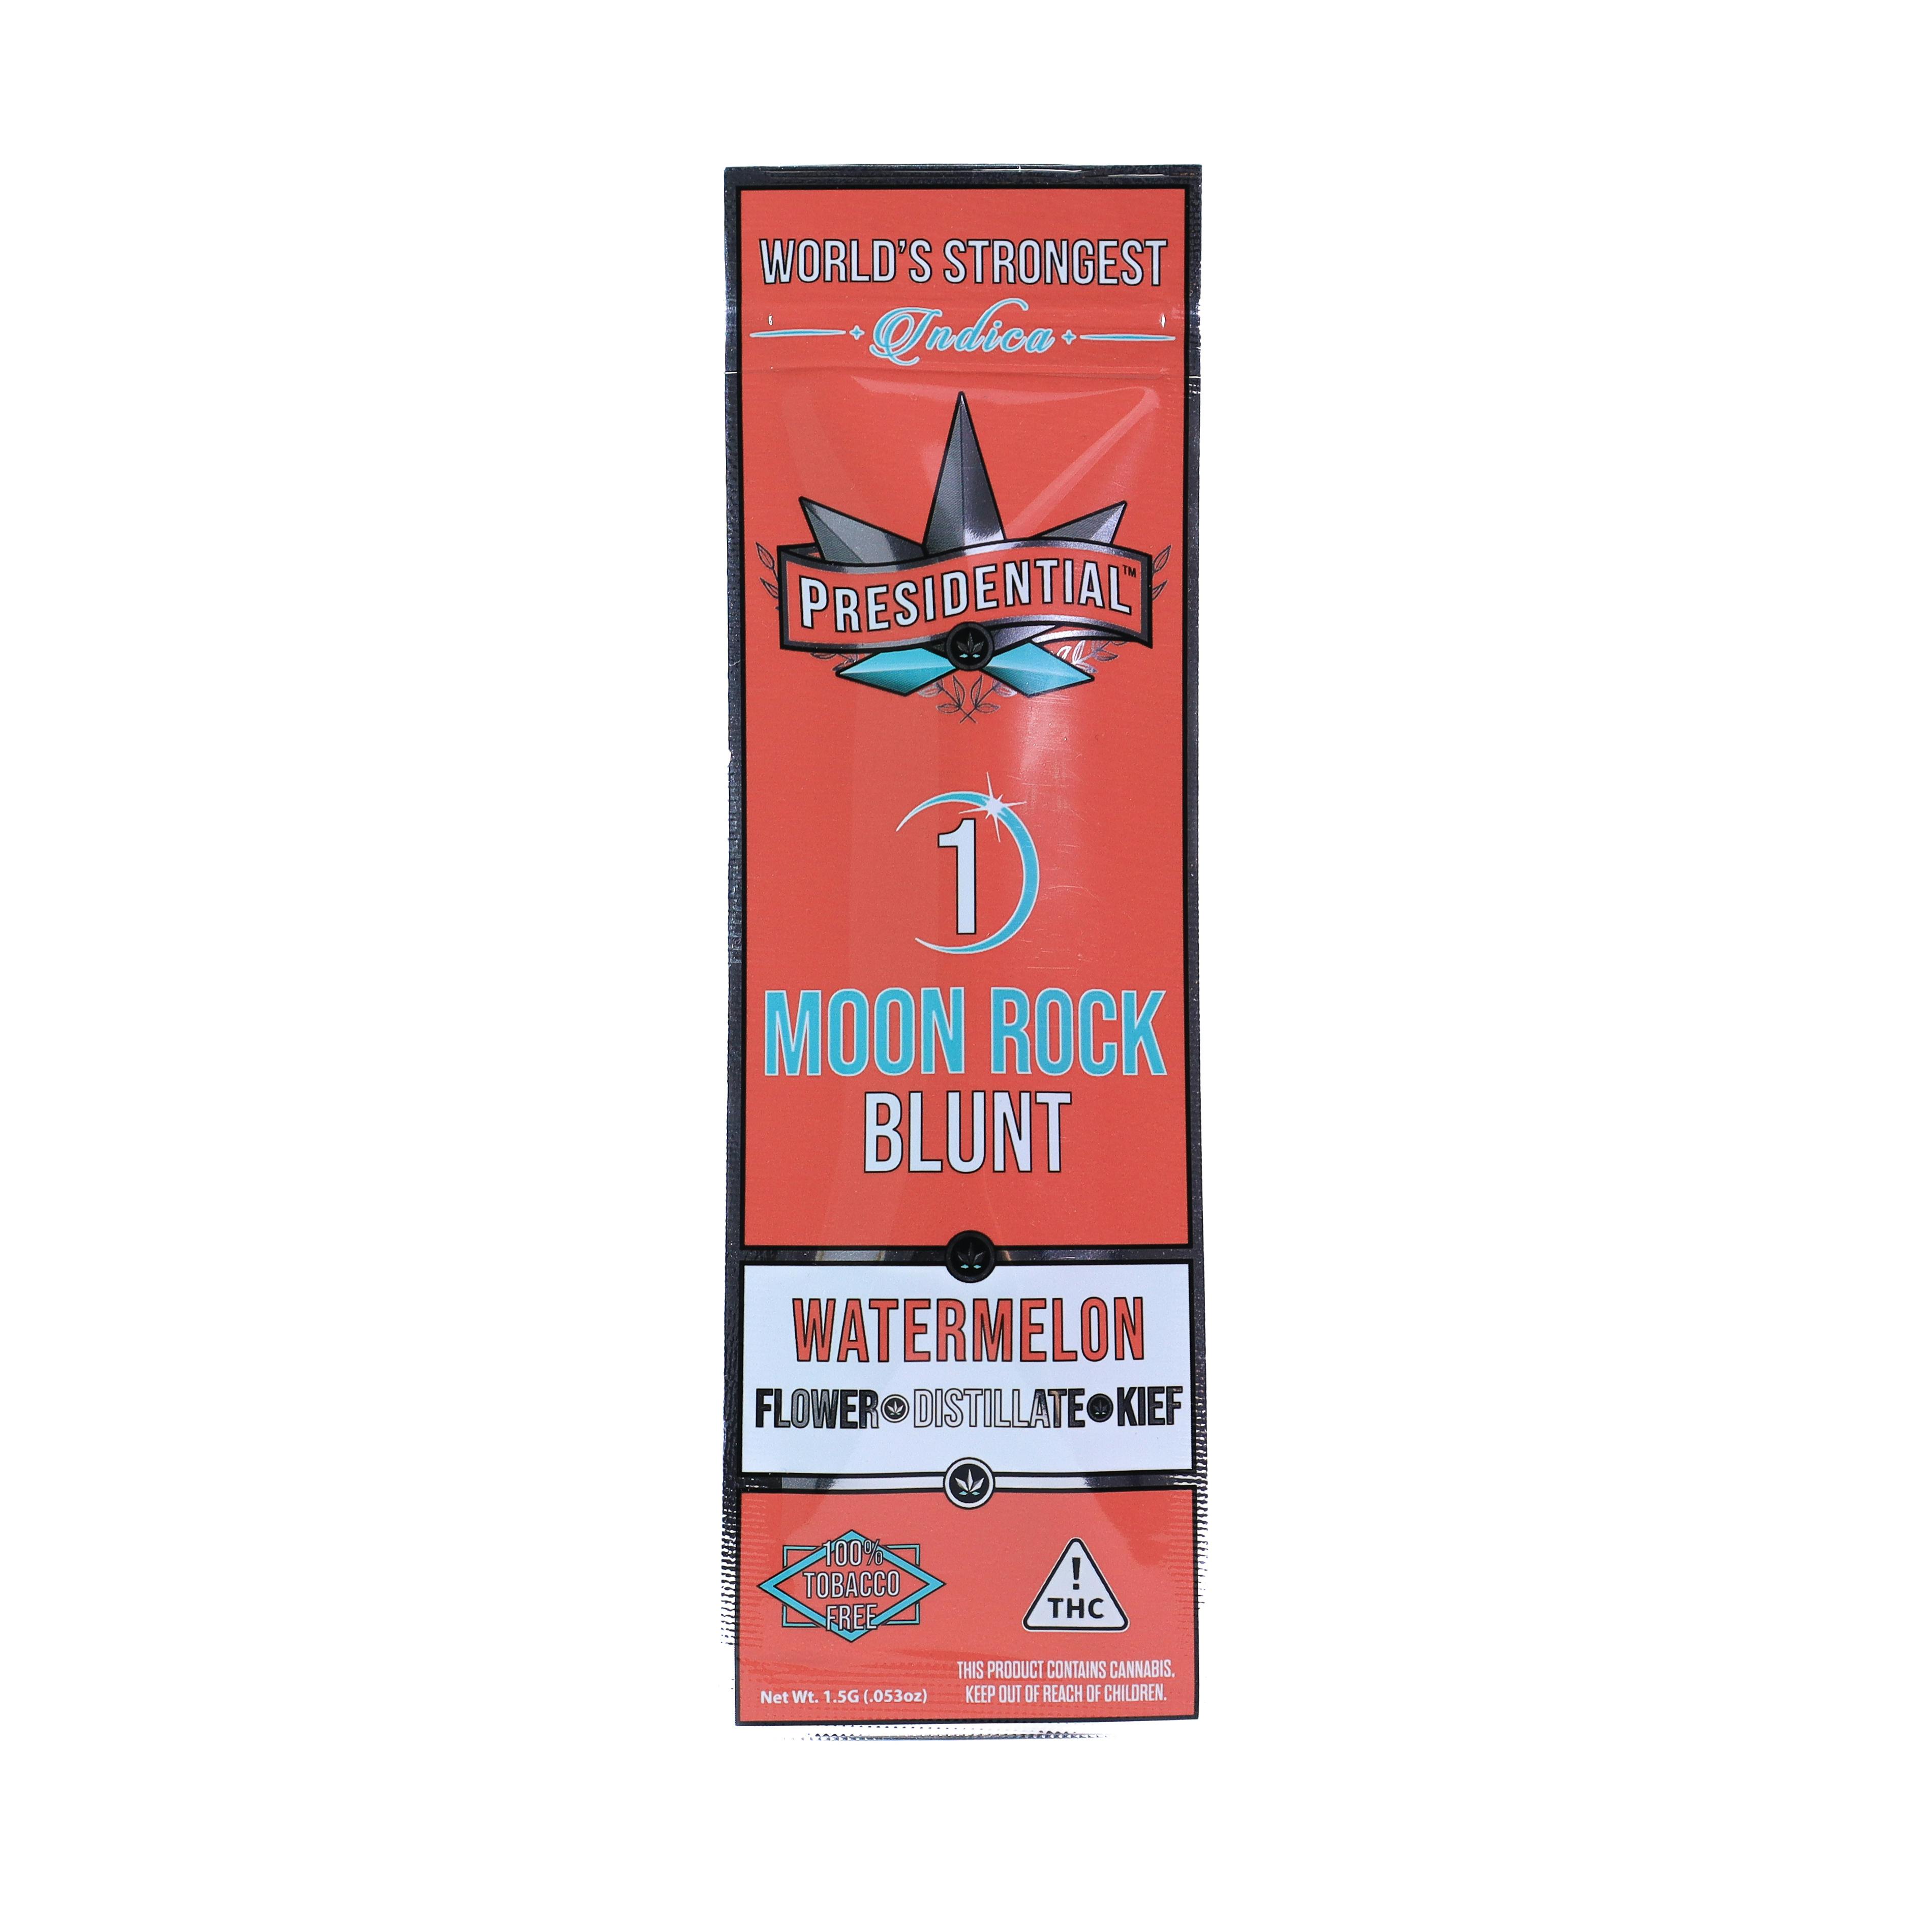 WORLD'S STRONGEST
Indica
PRESIDENTIAL™
1
MOON ROCK
BLUNT
WATERMELON
FLOWER DISTILLATE KIEF
100%
TOBACCO
FREE
!
THC
THIS PRODUCT CONTAINS CANNABIS.
KEEP OUT OF REACH OF CHILDREN.
Net Wt. 1.5G (.053oz)